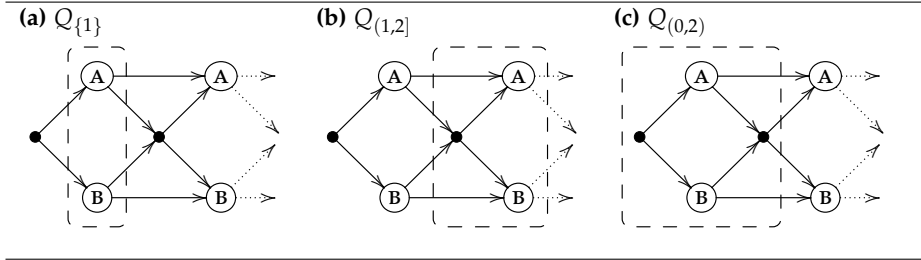 (a) Q{1} (b) Q(1,2] (c) Q(0,2)
A A A A A A
B B B B B B